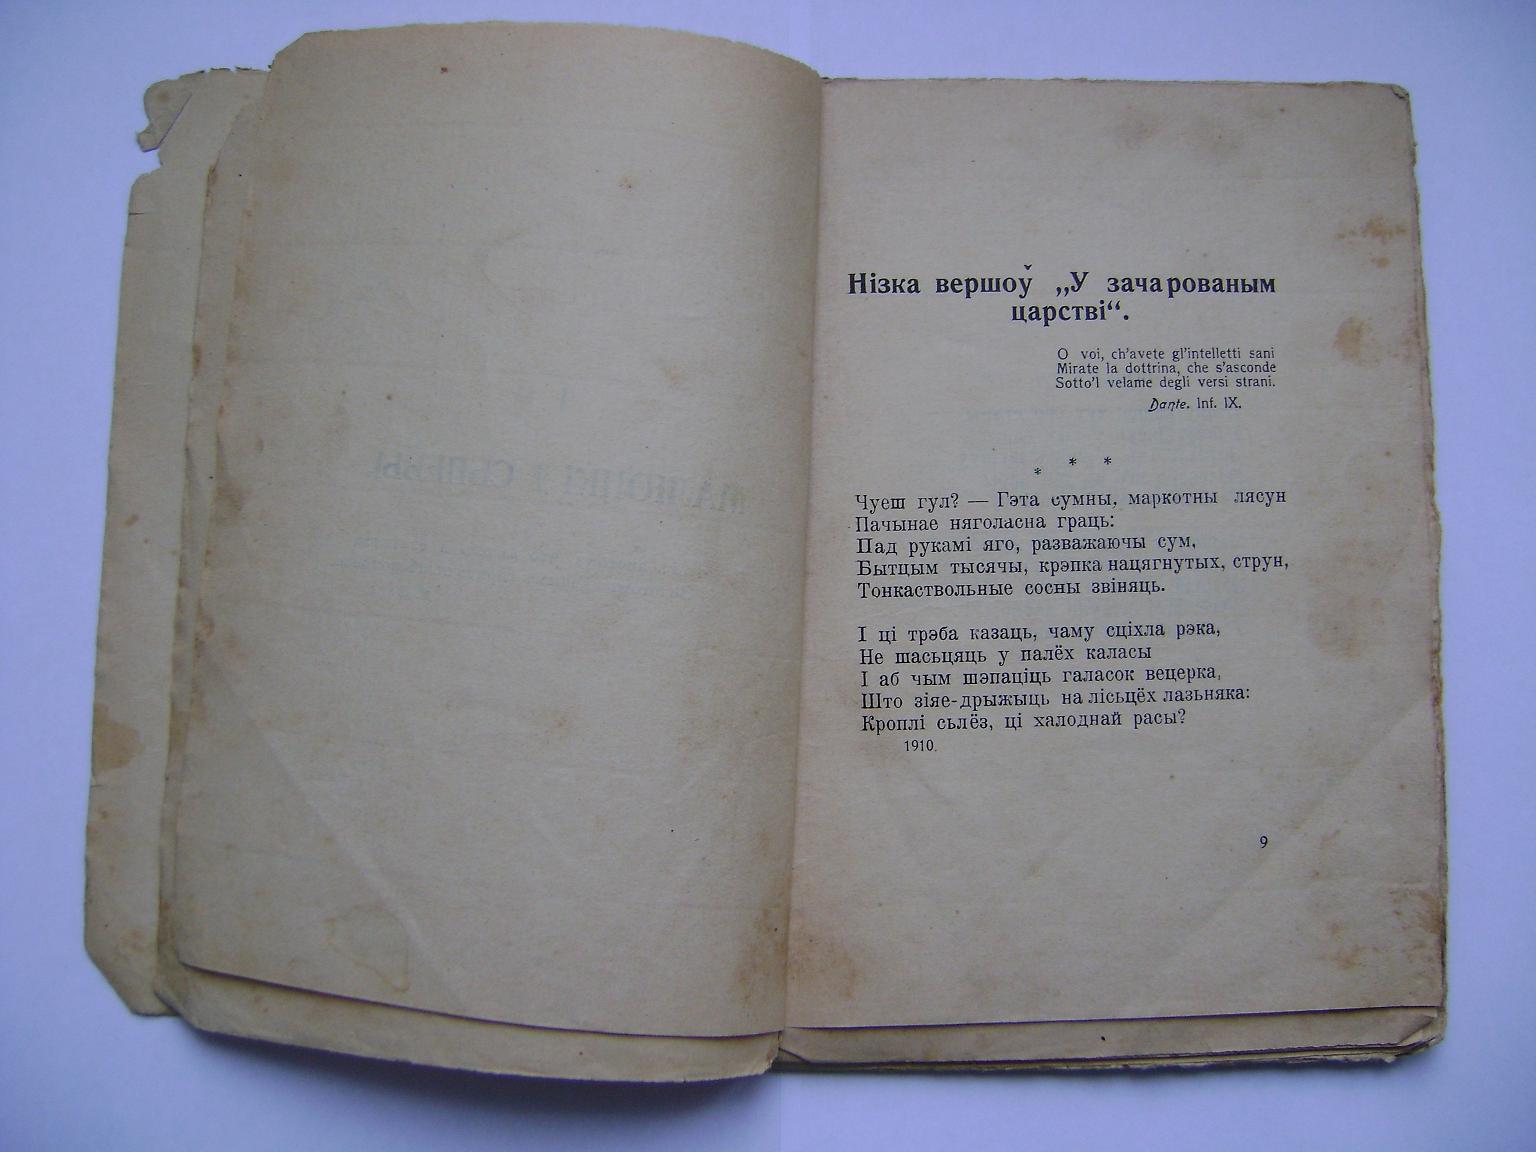 Нізка вершоў „У зачарованым
царстві“.
O voi, ch'avete gl'intelletti sani
Mirate la dottrina, che s'asconde
Sotto'l velame degli versi strani.
Dante. Inf. IX.
* * *
Чуеш гул? — Гэта сумны, маркотны лясун
Пачынае няголасна граць:
Пад рукамі яго, разважаючы сум,
Бытцым тысячы, крэпка нацягнутых, струн,
Тонкаствольные сосны звіняць.
І ці трэба казаць, чаму сціхла рэка,
Не шасьцяць у палёх каласы
І аб чым шэпаціць галасок вецерка,
Што зіяе-дрыжыць на лісьцёх лазьняка:
Кроплі сьлёз, ці халоднай расы?
1910.
9